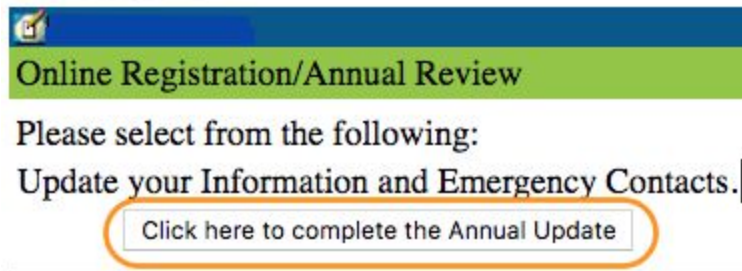 Online Registration/Annual Review
Please select from the following:
Update your Information and Emergency Contacts.
Click here to complete the Annual Update